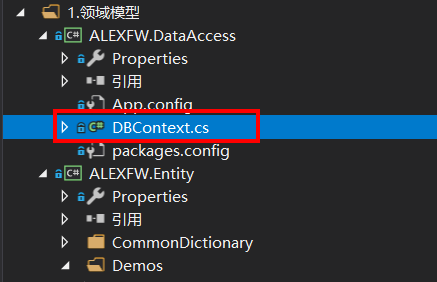 1.领域模型
C# ALEXFW.DataAccess
Properties
引用
App.config
C# DBContext.cs
packages.config
C# ALEXFW.Entity
Properties
引用
CommonDictionary
Demos